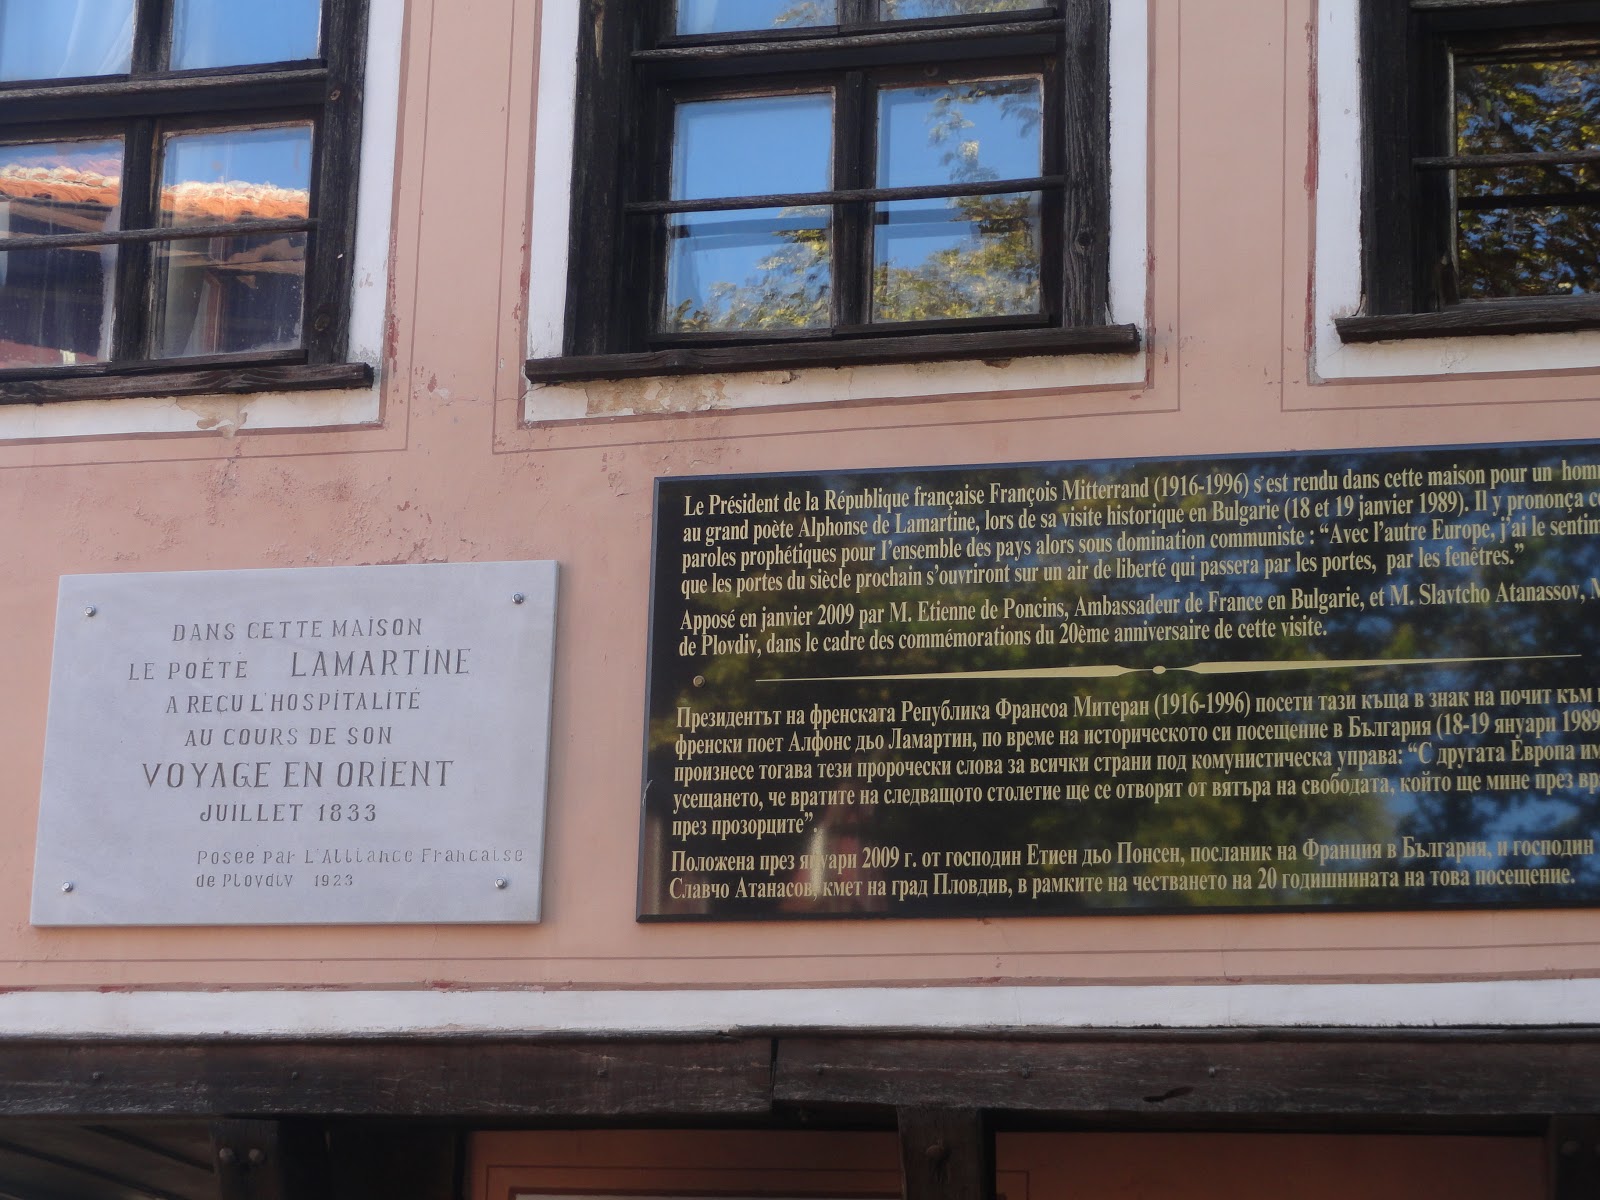 DANS CETTE MAISON
LE POÉTE LAMARTINE
A REÇU L'HOSPITALITÉ
AU COURS DE SON
VOYAGE EN ORIENT
JUILLET 1833
Posée par L'Alliance Francaise
de Plovdiv 1923
Le Président de la République française François Mitterrand (1916-1996) s'est rendu dans cette maison pour un
au grand poète Alphonse de Lamartine, lors de sa visite historique en Bulgarie (18 et 19 janvier 1989). Il y prononça
paroles prophétiques pour l'ensemble des pays alors sous domination communiste : “Avec l'autre Europe, j'ai le
que les portes du siècle prochain s'ouvriront sur un air de liberté qui passera par les portes, par les fenêtres.”
Apposé en janvier 2009 par M. Etienne de Poncins, Ambassadeur de France en Bulgarie, et M. Slavtcho Atanassov,
de Plovdiv, dans le cadre des commémorations du 20ème anniversaire de cette visite.
Президентът на френската Република Франсоа Митеран (1916-1996) посети тази къща в знак на почит към
френски поет Алфонс дьо Ламартин, по време на историческото си посещение в България (18-19 януари 1989
произнесе тогава тези пророчески слова за всички страни под комунистическа управа: “С другата Европа
усещането, че вратите на следващото столетие ще се отворят от вятъра на свободата, който ще мине през
през прозорците”.
Положена през януари 2009 г. от господин Етиен дьо Понсен, посланик на Франция в България, и господин
Славчо Атанасов, кмет на град Пловдив, в рамките на честването на 20 годишнината на това посещение.